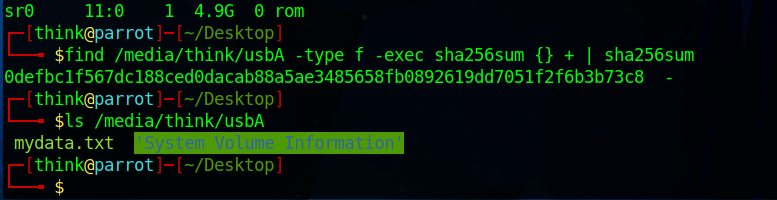 sr0     11:0    1  4.9G  0 rom
┌─[think@parrot]─[~/Desktop]
└──╼ $find /media/think/usbA -type f -exec sha256sum {} + | sha256sum
0defbc1f567dc188ced0dacab88a5ae3485658fb0892619dd7051f2f6b3b73c8  -
┌─[think@parrot]─[~/Desktop]
└──╼ $ls /media/think/usbA
 mydata.txt  'System Volume Information'
┌─[think@parrot]─[~/Desktop]
└──╼ $